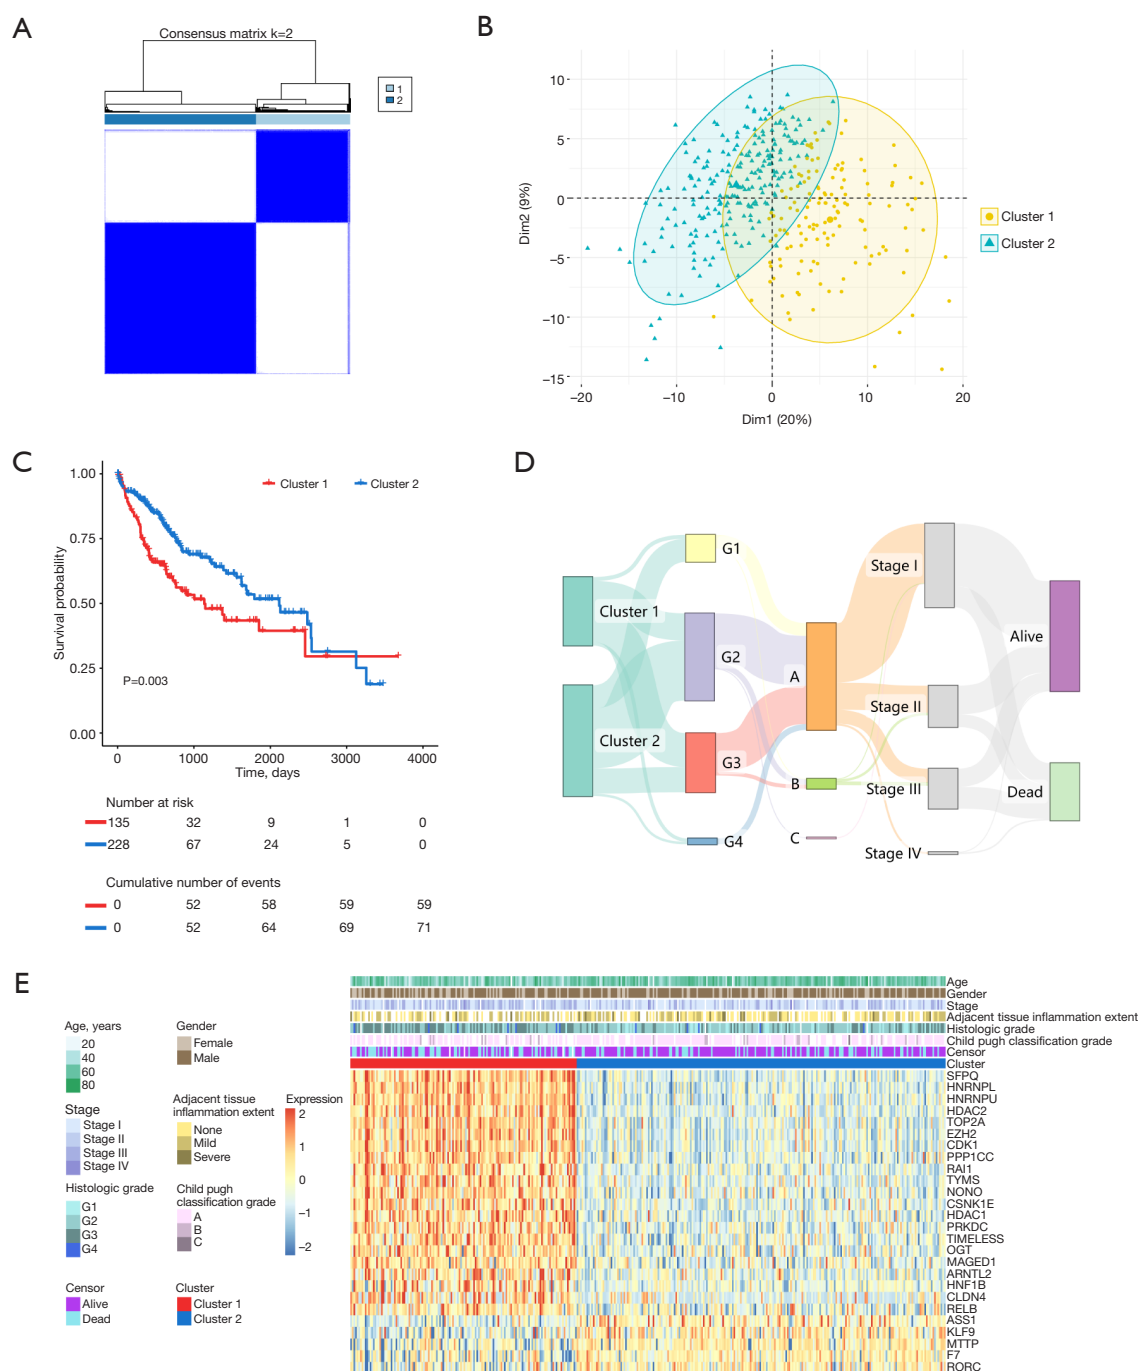 A
Consensus matrix k=2
1
2
B
10
5
0
−5
−10
−15
−20
−10
0
10
20
Dim2 (9%)
Dim1 (20%)
Cluster 1
Cluster 2
C
Cluster 1
Cluster 2
1.00
0.75
0.50
0.25
0.00
Survival probability
P=0.003
0
1000
2000
3000
4000
Time, days
Number at risk
135 32 9 1 0
228 67 24 5 0
Cumulative number of events
0 52 58 59 59
0 52 64 69 71
D
Cluster 1
Cluster 2
G1
G2
G3
G4
A
B
C
Stage I
Stage II
Stage III
Stage IV
Alive
Dead
E
Age, years
20
40
60
80
Gender
Female
Male
Stage
Stage I
Stage II
Stage III
Stage IV
Adjacent tissue
inflammation extent
None
Mild
Severe
Expression
2
1
0
−1
−2
Histologic grade
G1
G2
G3
G4
Child pugh
classification grade
A
B
C
Censor
Alive
Dead
Cluster
Cluster 1
Cluster 2
Age
Gender
Stage
Adjacent tissue inflammation extent
Histologic grade
Child pugh classification grade
Censor
Cluster
SFPQ
HNRNPL
HNRNPU
HDAC2
TOP2A
EZH2
CDK1
PPP1CC
RAI1
TYMS
NONO
CSNK1E
HDAC1
PRKDC
TIMELESS
OGT
MAGED1
ARNTL2
HNF1B
CLDN4
RELB
ASS1
KLF9
MTTP
F7
RORC